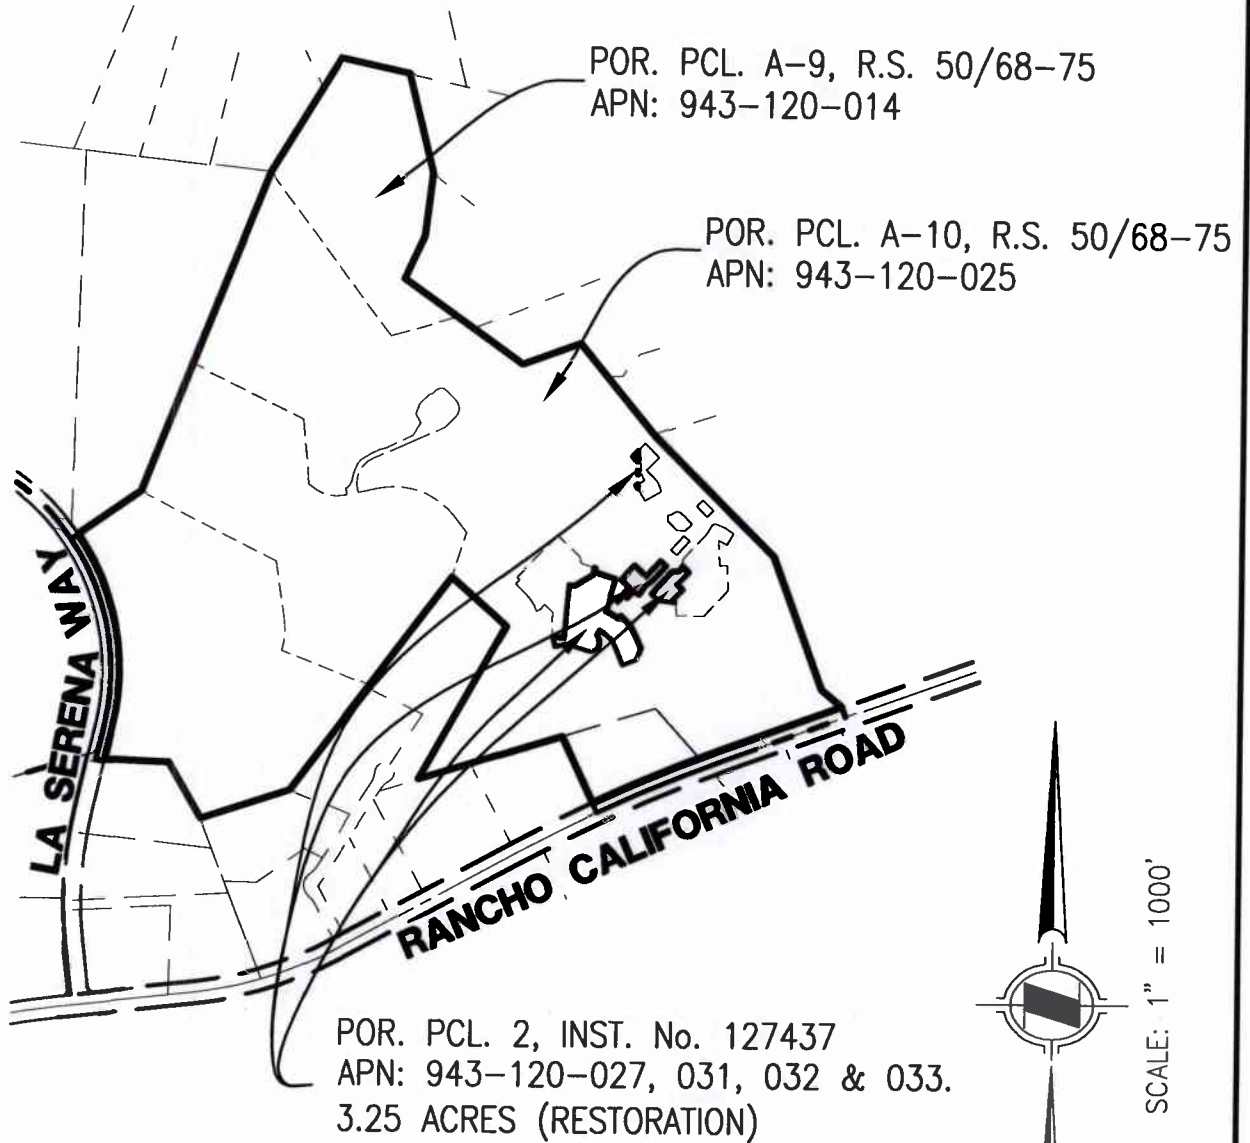 POR. PCL. A-9, R.S. 50/68-75
APN: 943-120-014
POR. PCL. A-10, R.S. 50/68-75
APN: 943-120-025
LA SERENA WAY
RANCHO CALIFORNIA ROAD
POR. PCL. 2, INST. No. 127437
APN: 943-120-027, 031, 032 & 033.
3.25 ACRES (RESTORATION)
SCALE: 1" = 1000'